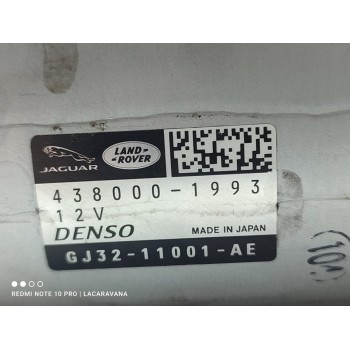 JAGUAR
LAND-
ROVER
438000-1993
12V
DENSO
MADE IN JAPAN
GJ32-11001-AE
REDMI NOTE 10 PRO | LACARAVANA